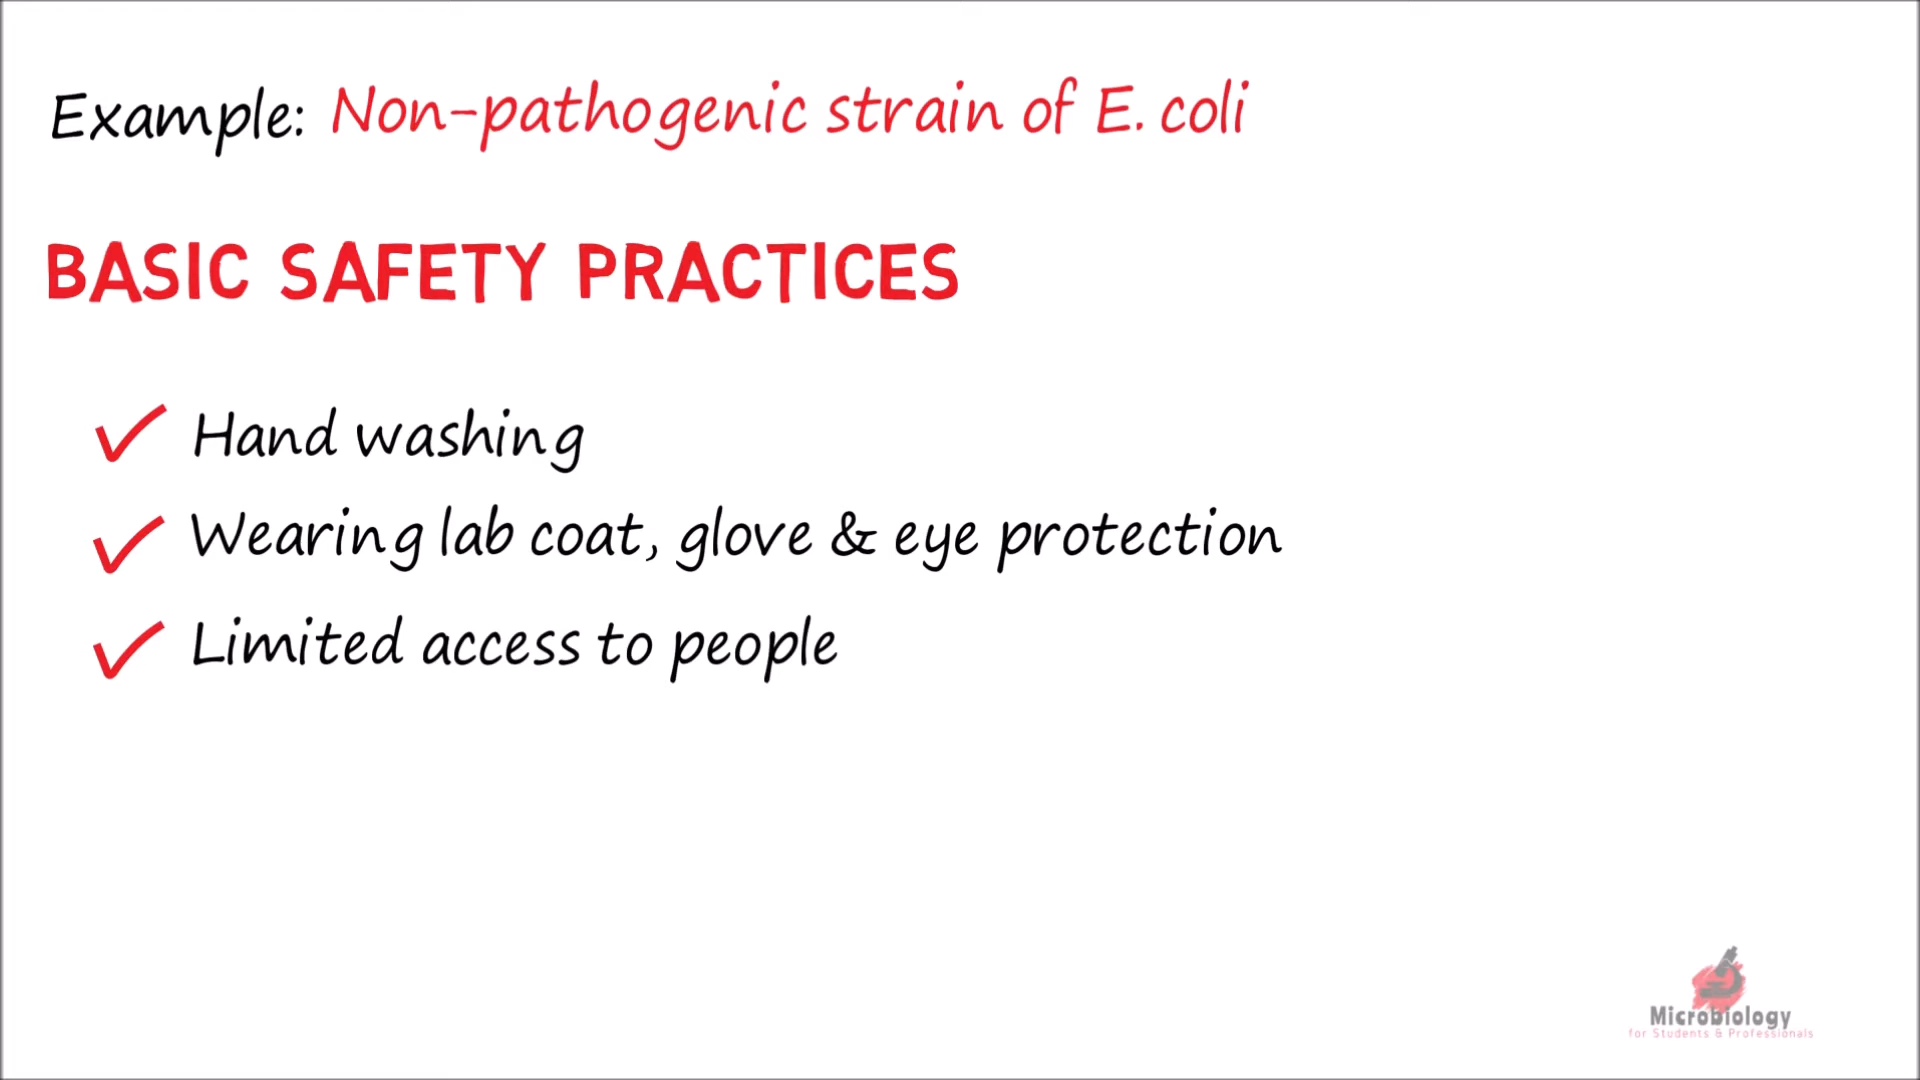 Example: Non-pathogenic strain of E. coli
BASIC SAFETY PRACTICES
Hand washing
Wearing lab coat, glove & eye protection
Limited access to people
Microbiology
for Students & Professionals